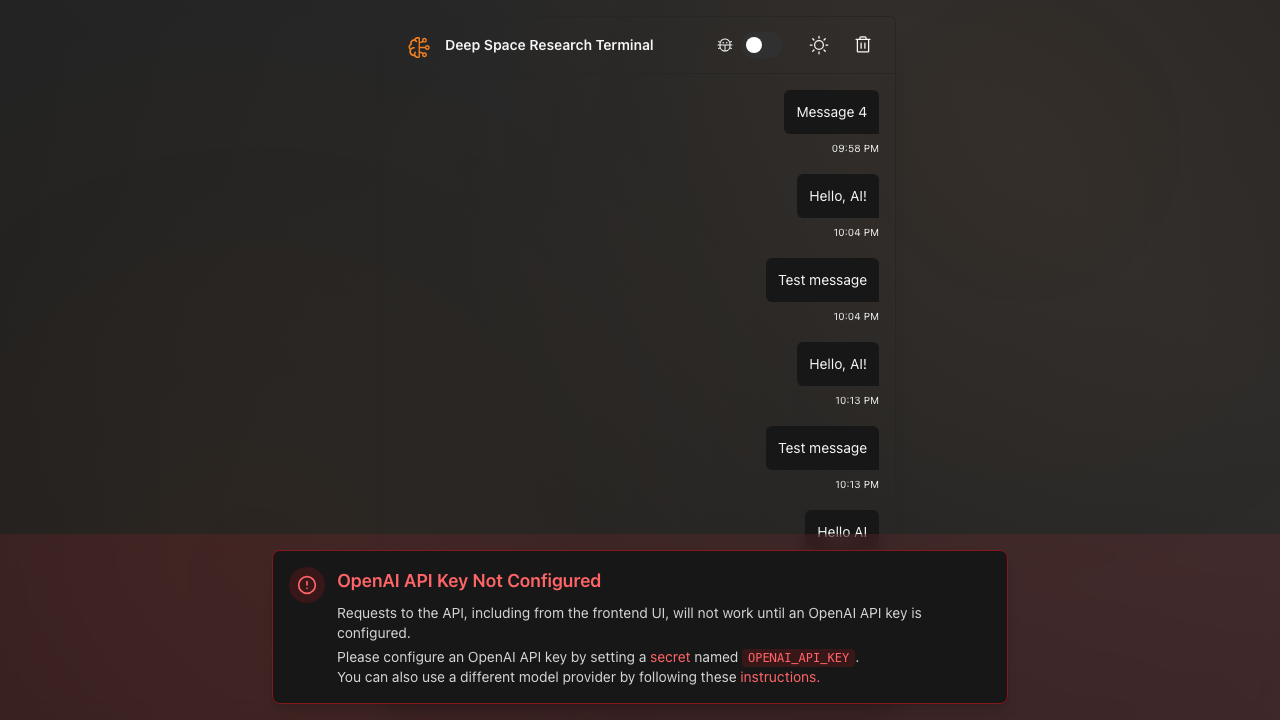 Deep Space Research Terminal
Message 4
09:58 PM
Hello, AI!
10:04 PM
Test message
10:04 PM
Hello, AI!
10:13 PM
Test message
10:13 PM
Hello AI
OpenAI API Key Not Configured
Requests to the API, including from the frontend UI, will not work until an OpenAI API key is
configured.
Please configure an OpenAI API key by setting a secret named OPENAI_API_KEY.
You can also use a different model provider by following these instructions.